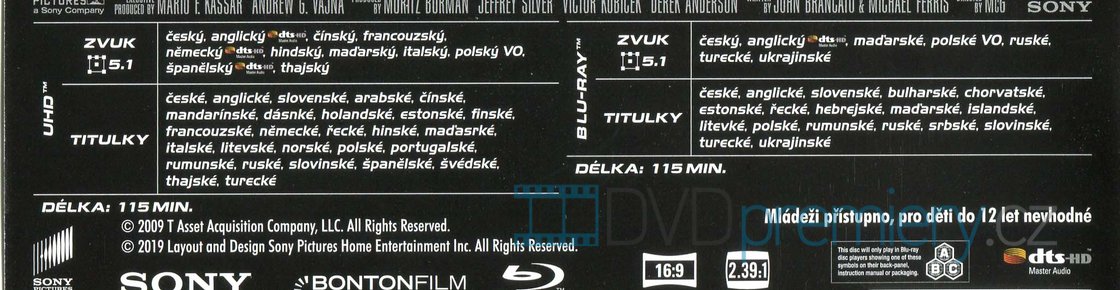 PICTURES
a Sony Company
PRODUCED BY MARIO F. KASSAR ANDREW G. VAJNA PRODUCED BY MORITZ BORMAN JEFFREY SILVER VICTOR KUBICEK DEREK ANDERSON BY JOHN BRANCATO & MICHAEL FERRIS BY McG
SONY
UHD™
ZVUK
5.1
český, anglický dts-HD Master Audio, čínský, francouzský,
německý dts-HD Master Audio, hindský, maďarský, italský, polský VO,
španělský dts-HD Master Audio, thajský
TITULKY
české, anglické, slovenské, arabské, čínské,
mandarínské, dásnké, holandské, estonské, finské,
francouzské, německé, řecké, hinské, maďasrké,
italské, litevské, norské, polské, portugalské,
rumunské, ruské, slovinské, španělské, švédské,
thajské, turecké
DÉLKA: 115 MIN.
BLU-RAY™
ZVUK
5.1
český, anglický dts-HD Master Audio, maďarské, polské VO, ruské,
turecké, ukrajinské
TITULKY
české, anglické, slovenské, bulharské, chorvatské,
estonské, řecké, hebrejské, maďarské, islandské,
litevké, polské, rumunské, ruské, srbské, slovinské,
turecké, ukrajinské
DÉLKA: 115 MIN.
DVDpremiery.cz
Mládeži přístupno, pro děti do 12 let nevhodné
© 2009 T Asset Acquisition Company, LLC. All Rights Reserved.
© 2019 Layout and Design Sony Pictures Home Entertainment Inc. All Rights Reserved.
SONY
PICTURES
SONY
BONTONFILM
16:9
2.39:1
This disc will only play in Blu-ray
disc players showing one of these
symbols on their back-panel,
instruction manual or packaging.
A
B C
dts-HD
Master Audio